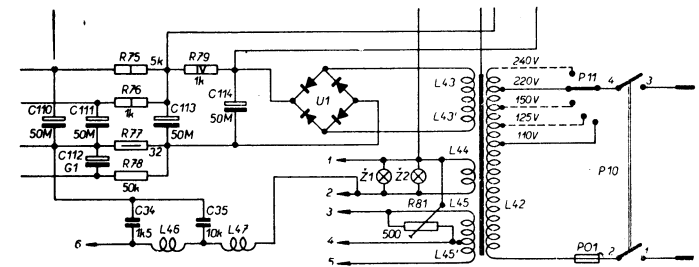 R75
5k
R79
1k
240V
P11
4
3
220V
L43
R76
C114
U1
150V
C110
C111
1k
C113
125V
50M
50M
50M
50M
L43'
110V
R77
C112
32
1
L44
P10
G1
R78
Ż1
Ż2
50k
2
L45
R81
L42
C34
C35
3
500
1k5
L46
10k
L47
4
P01
2
1
6
5
L45'